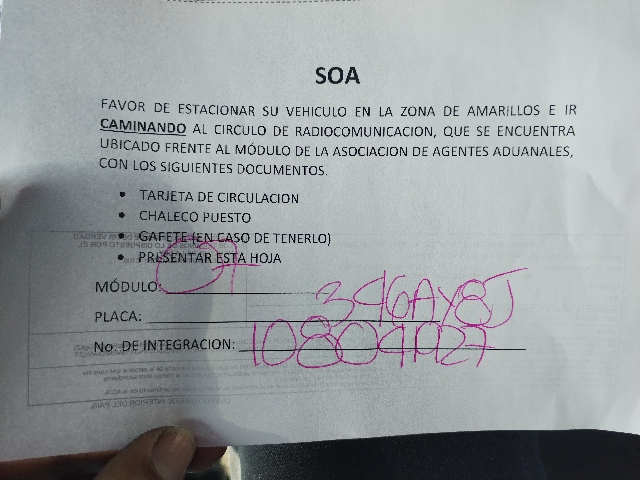 SOA
FAVOR DE ESTACIONAR SU VEHICULO EN LA ZONA DE AMARILLOS E IR
CAMINANDO AL CIRCULO DE RADIOCOMUNICACION, QUE SE ENCUENTRA
UBICADO FRENTE AL MÓDULO DE LA ASOCIACION DE AGENTES ADUANALES,
CON LOS SIGUIENTES DOCUMENTOS.
• TARJETA DE CIRCULACION
• CHALECO PUESTO
• GAFETE (EN CASO DE TENERLO)
• PRESENTAR ESTA HOJA
MÓDULO: 07
PLACA: 396AY8J
No. DE INTEGRACION: